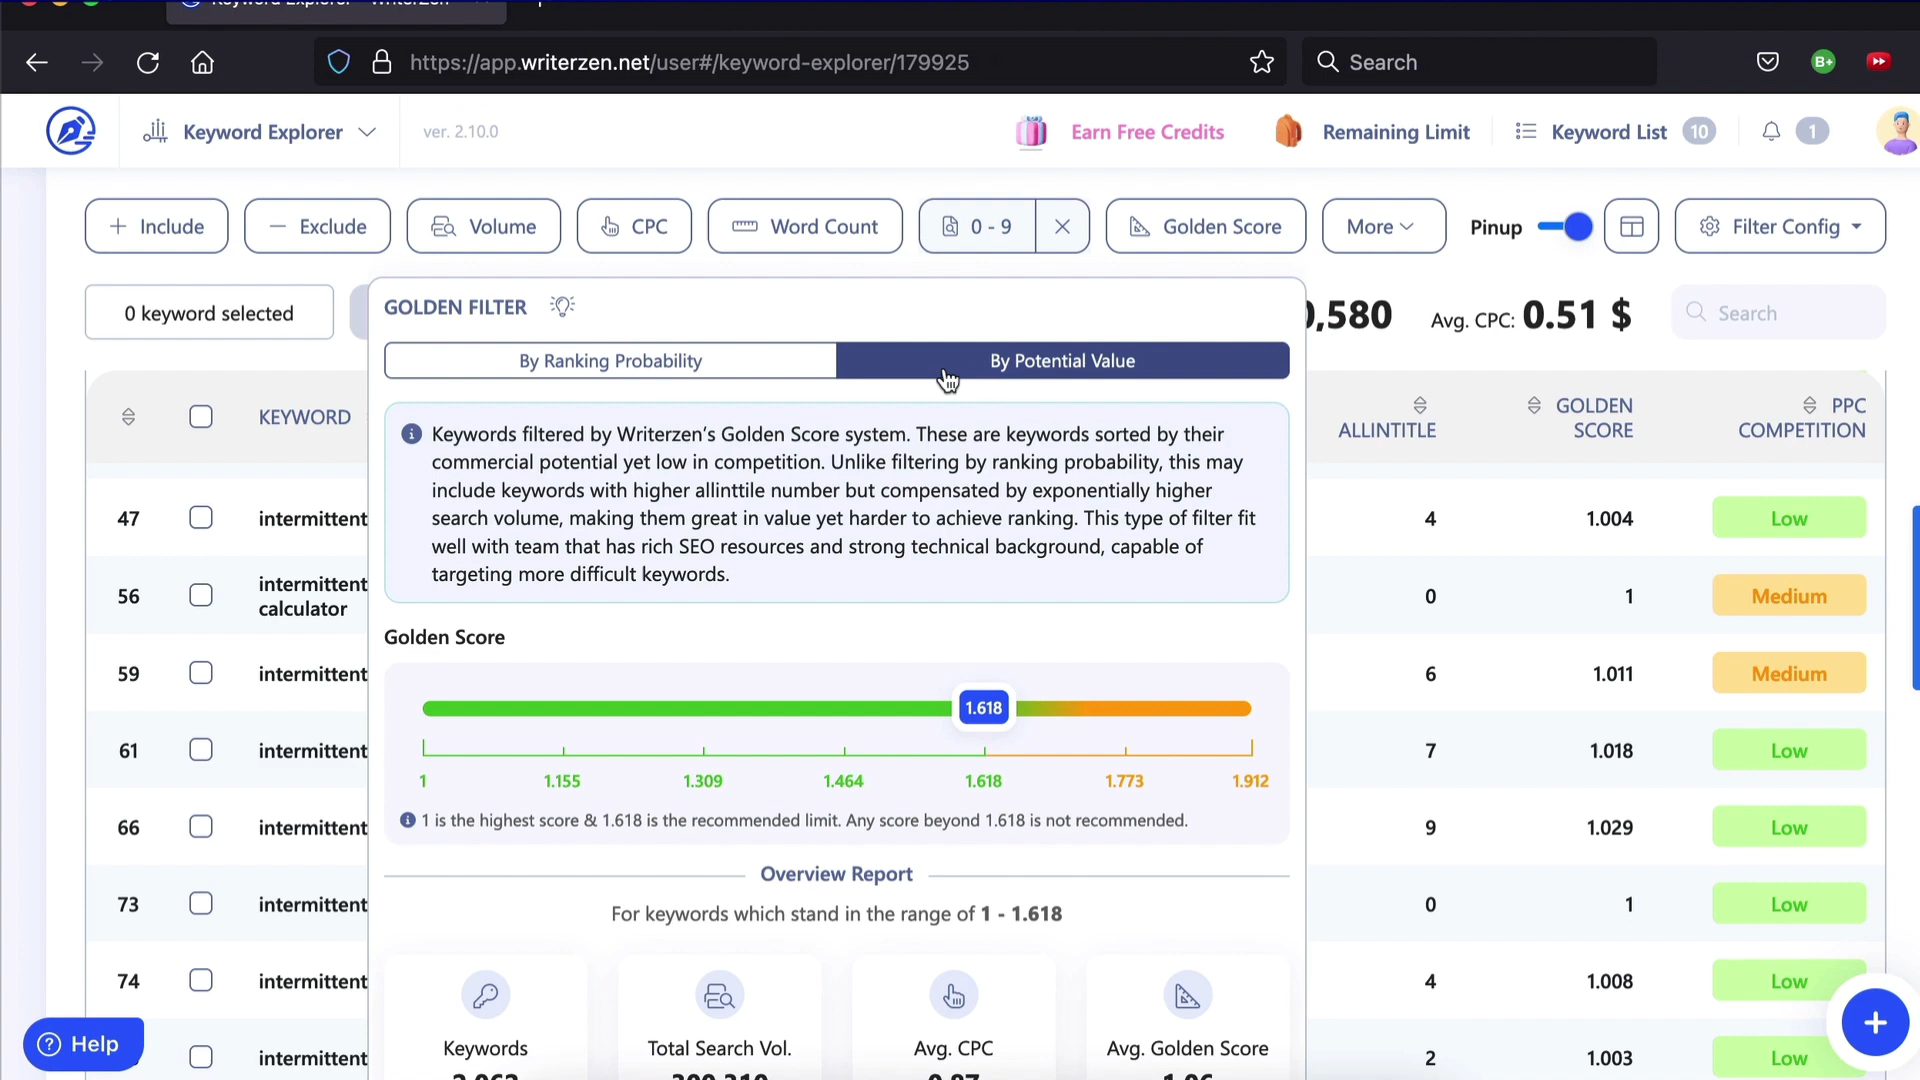 https://app.writerzen.net/user#/keyword-explorer/179925
Search
B+
Keyword Explorer
ver. 2.10.0
Earn Free Credits
Remaining Limit
Keyword List 10
1
+ Include
− Exclude
Volume
CPC
Word Count
0 - 9
Golden Score
More
Pinup
Filter Config
0 keyword selected
,580
Avg. CPC: 0.51 $
Search
GOLDEN FILTER
By Ranking Probability
By Potential Value
KEYWORD
ALLINTITLE
GOLDEN
SCORE
PPC
COMPETITION
Keywords filtered by Writerzen's Golden Score system. These are keywords sorted by their
commercial potential yet low in competition. Unlike filtering by ranking probability, this may
include keywords with higher allinttile number but compensated by exponentially higher
search volume, making them great in value yet harder to achieve ranking. This type of filter fit
well with team that has rich SEO resources and strong technical background, capable of
targeting more difficult keywords.
Golden Score
1.618
1 1.155 1.309 1.464 1.618 1.773 1.912
1 is the highest score & 1.618 is the recommended limit. Any score beyond 1.618 is not recommended.
Overview Report
For keywords which stand in the range of 1 - 1.618
Keywords
Total Search Vol.
Avg. CPC
Avg. Golden Score
47 intermittent 4 1.004 Low
56 intermittent
calculator 0 1 Medium
59 intermittent 6 1.011 Medium
61 intermittent 7 1.018 Low
66 intermittent 9 1.029 Low
73 intermittent 0 1 Low
74 intermittent 4 1.008 Low
intermittent 2 1.003 Low
Help